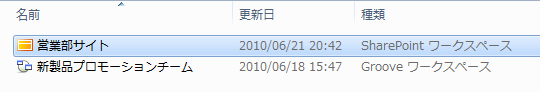 名前 更新日 種類
営業部サイト 2010/06/21 20:42 SharePoint ワークスペース
新製品プロモーションチーム 2010/06/18 15:47 Groove ワークスペース